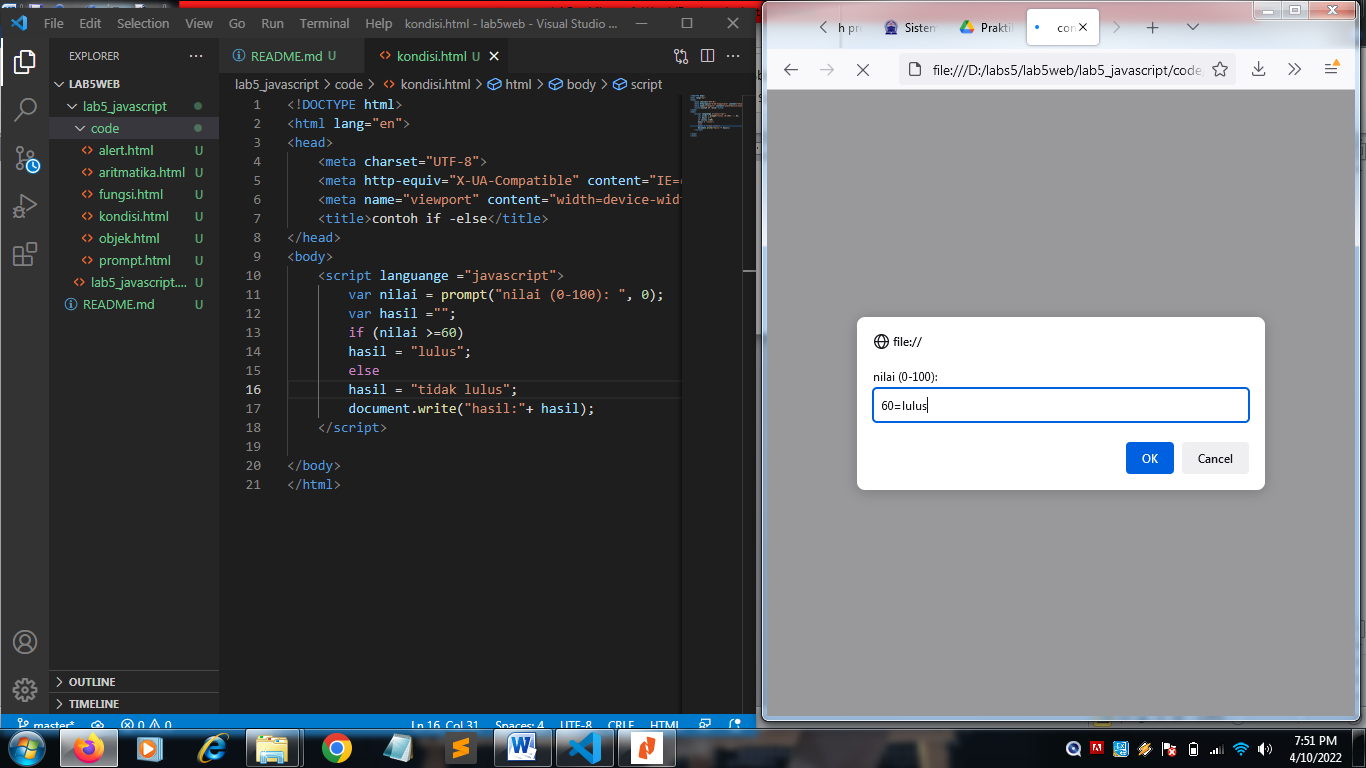 File Edit Selection View Go Run Terminal Help kondisi.html - lab5web - Visual Studio ...
EXPLORER
LAB5WEB
lab5_javascript
code
alert.html U
aritmatika.html U
fungsi.html U
kondisi.html U
objek.html U
prompt.html U
lab5_javascript.... U
README.md U
OUTLINE
TIMELINE
README.md U kondisi.html U
lab5_javascript > code > kondisi.html > html > body > script
1 <!DOCTYPE html>
2 <html lang="en">
3 <head>
4 <meta charset="UTF-8">
5 <meta http-equiv="X-UA-Compatible" content="IE=
6 <meta name="viewport" content="width=device-widt
7 <title>contoh if -else</title>
8 </head>
9 <body>
10 <script languange ="javascript">
11 var nilai = prompt("nilai (0-100): ", 0);
12 var hasil ="";
13 if (nilai >=60)
14 hasil = "lulus";
15 else
16 hasil = "tidak lulus";
17 document.write("hasil:"+ hasil);
18 </script>
19
20 </body>
21 </html>
master* 0 0 Ln 16, Col 31 Spaces: 4 UTF-8 CRLF HTML
h pr Sistem Prakti con
file:///D:/labs5/lab5web/lab5_javascript/code
file://
nilai (0-100):
60=lulus
OK Cancel
7:51 PM
4/10/2022